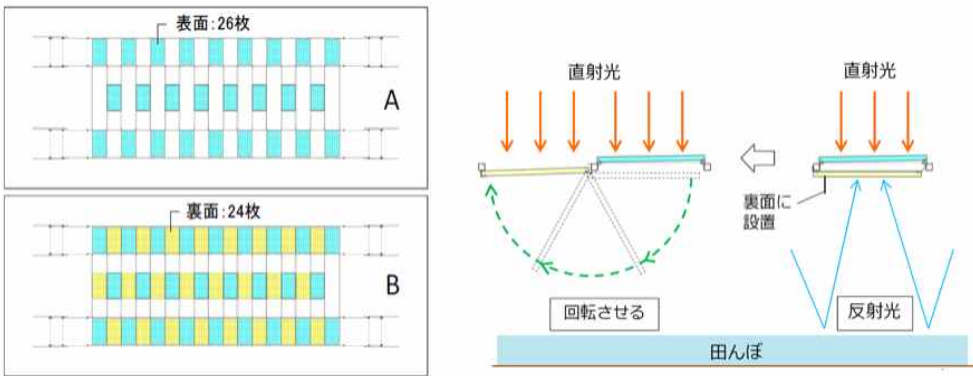 表面:26枚
A
裏面:24枚
B
直射光
直射光
裏面に
設置
回転させる
反射光
田んぼ